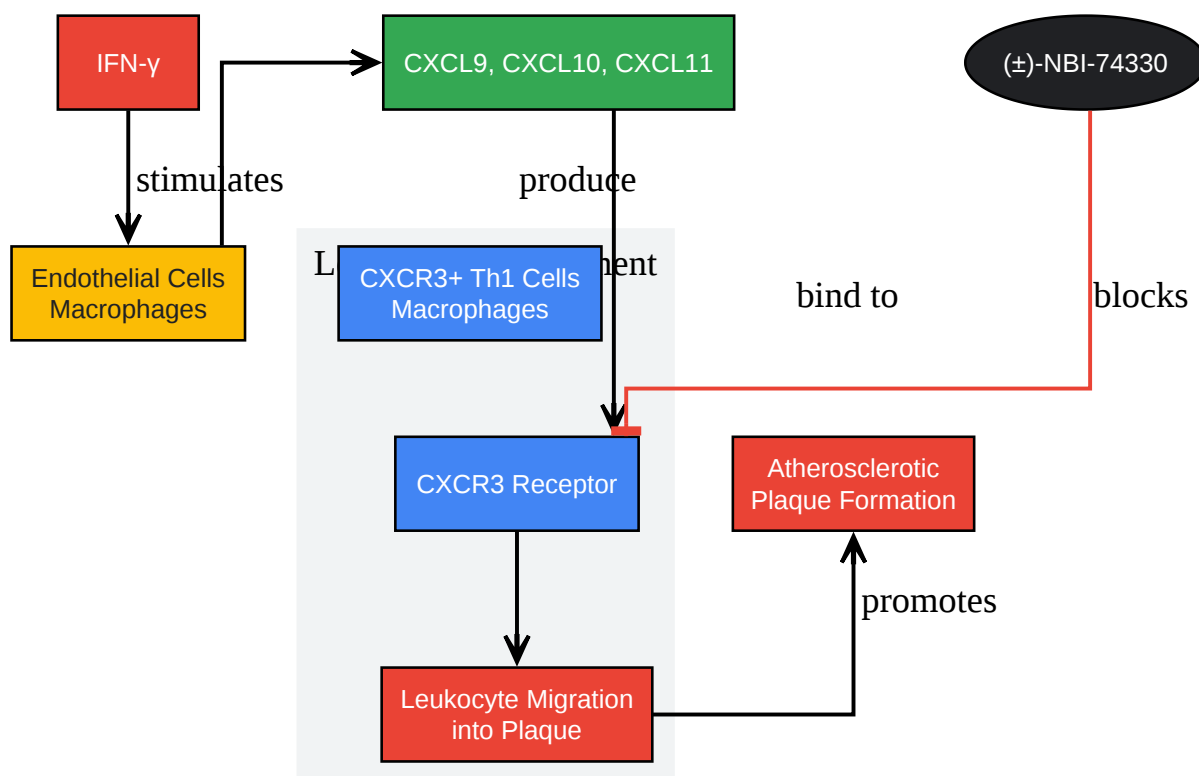 IFN-γ
CXCL9, CXCL10, CXCL11
(±)-NBI-74330
stimulates
produce
Endothelial Cells
Macrophages
CXCR3+ Th1 Cells
Macrophages
bind to
blocks
CXCR3 Receptor
Atherosclerotic
Plaque Formation
promotes
Leukocyte Migration
into Plaque